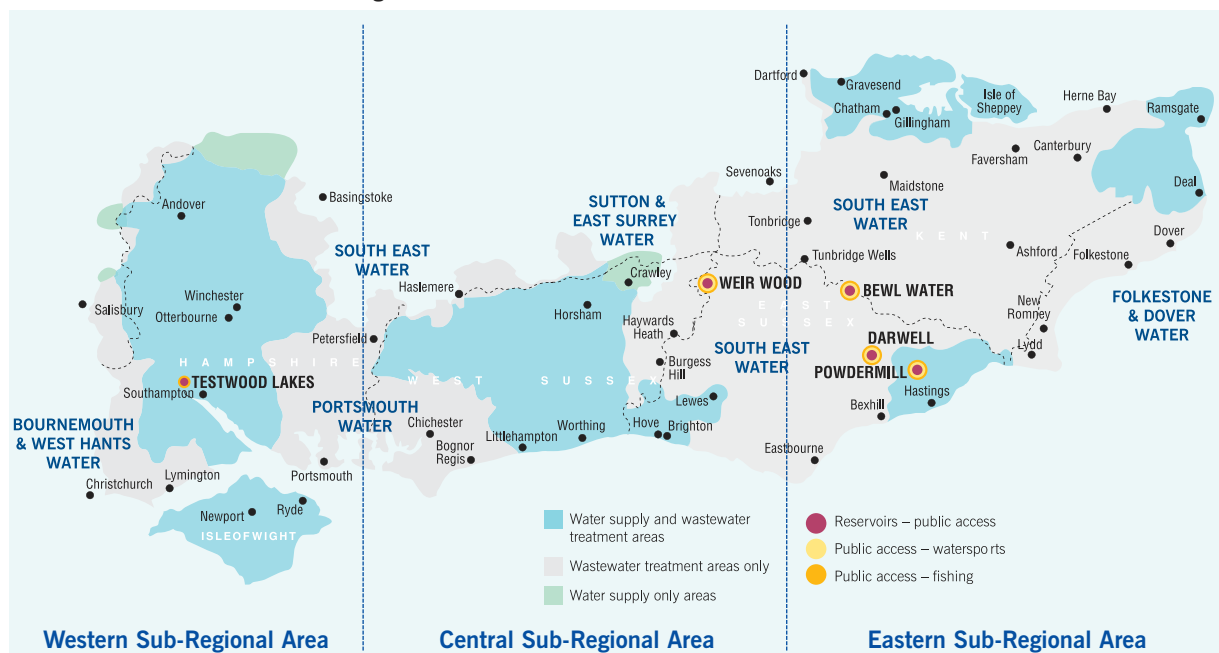 Dartford
Gravesend
Chatham
Gillingham
Isle of
Sheppey
Herne Bay
Ramsgate
Faversham
Canterbury
Sevenoaks
Maidstone
Deal
Andover
Basingstoke
SUTTON &
EAST SURREY
WATER
SOUTH EAST
WATER
KENT
Tonbridge
Dover
SOUTH EAST
WATER
Tunbridge Wells
Ashford
Folkestone
Haslemere
Crawley
WEIR WOOD
BEWL WATER
Salisbury
Winchester
Otterbourne
Horsham
EAST
SUSSEX
New
Romney
FOLKESTONE
& DOVER
WATER
Petersfield
Haywards
Heath
Lydd
HAMPSHIRE
SOUTH EAST
WATER
DARWELL
Burgess
Hill
POWDERMILL
TESTWOOD LAKES
WEST SUSSEX
Southampton
Lewes
Hastings
Bexhill
PORTSMOUTH
WATER
BOURNEMOUTH
& WEST HANTS
WATER
Chichester
Littlehampton
Worthing
Hove
Brighton
Bognor
Regis
Eastbourne
Lymington
Portsmouth
Christchurch
Newport
Ryde
ISLEOFWIGHT
Water supply and wastewater
treatment areas
Wastewater treatment areas only
Water supply only areas
Reservoirs – public access
Public access – watersports
Public access – fishing
Western Sub-Regional Area
Central Sub-Regional Area
Eastern Sub-Regional Area